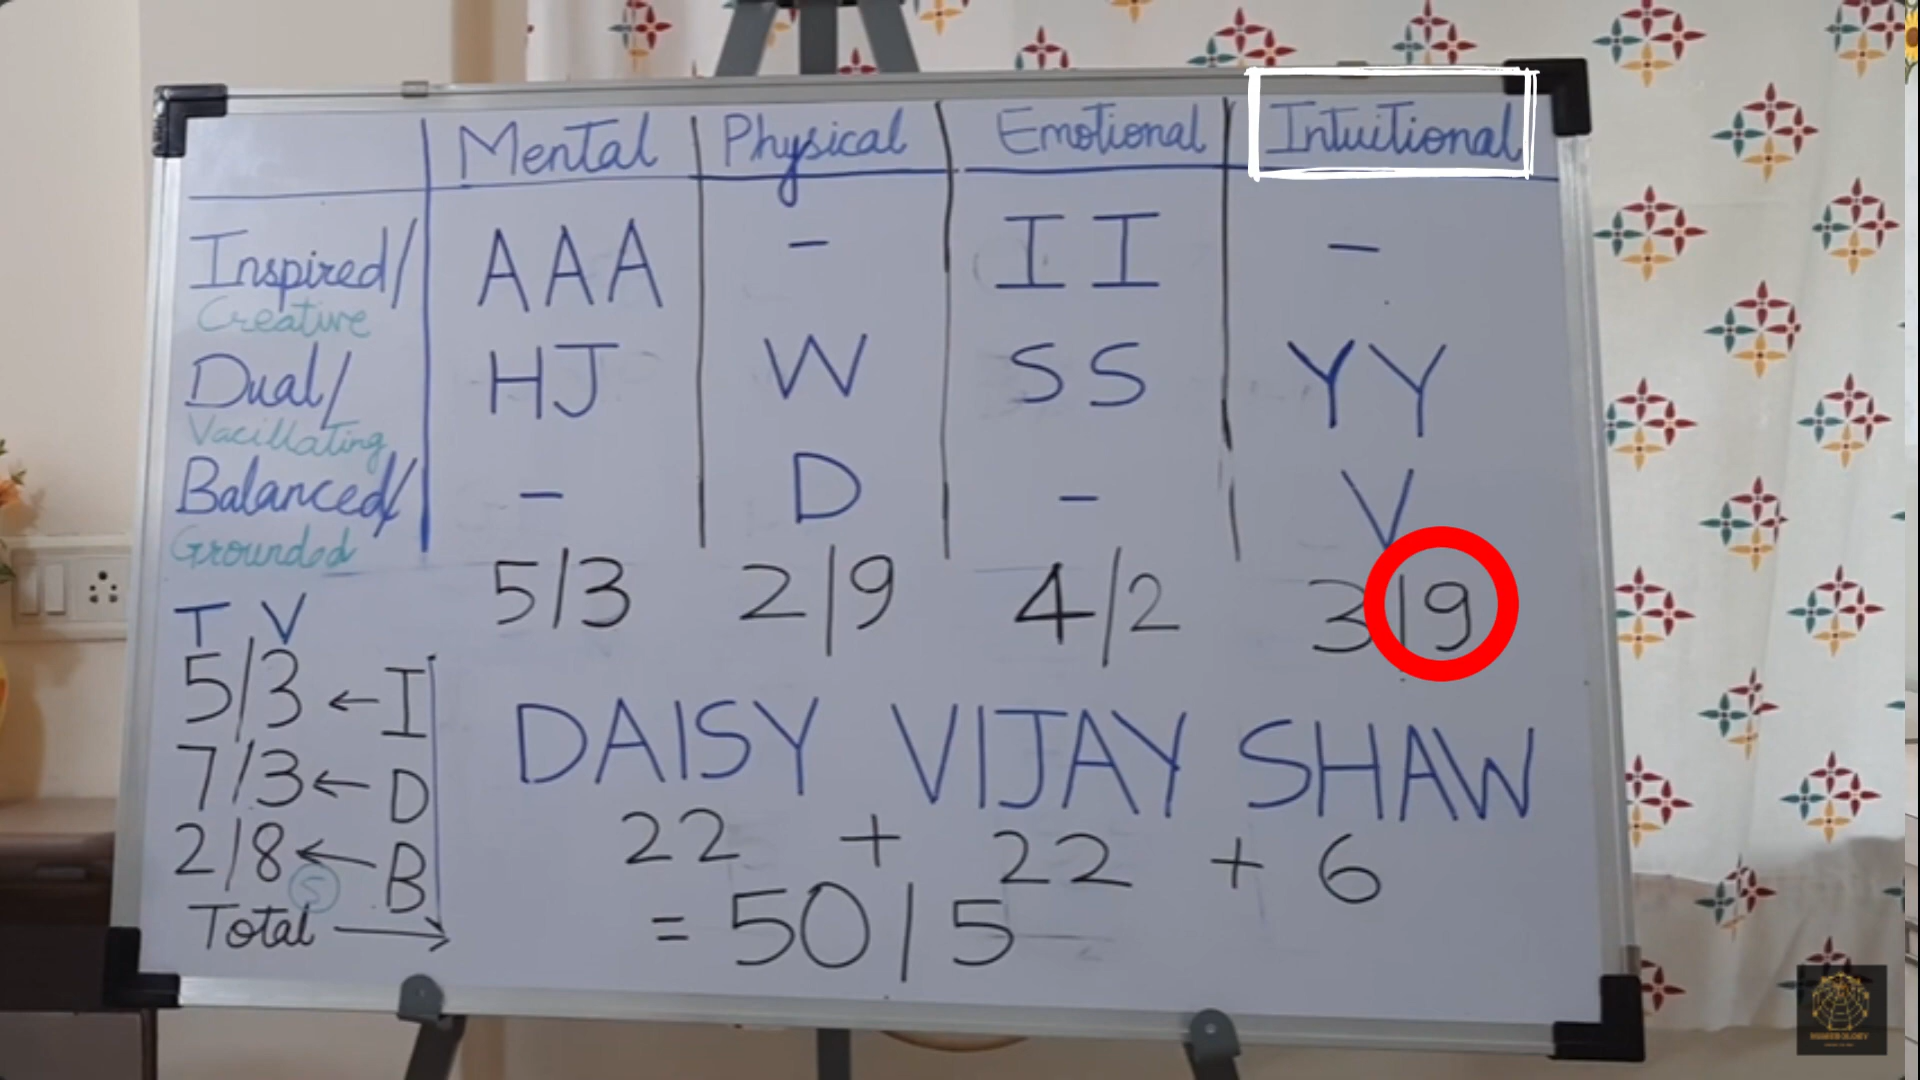 Mental Physical Emotional Intuitional
Inspired/ AAA - II -
Creative
Dual/ HJ W SS YY
Vacillating
Balanced/ - D - V
Grounded
5/3 2|9 4/2 3|9
T V
5/3 ← I
7/3 ← D
2/8 ← B
5
Total →
DAISY VIJAY SHAW
22 + 22 + 6
= 50|5
NUMEROLOGY